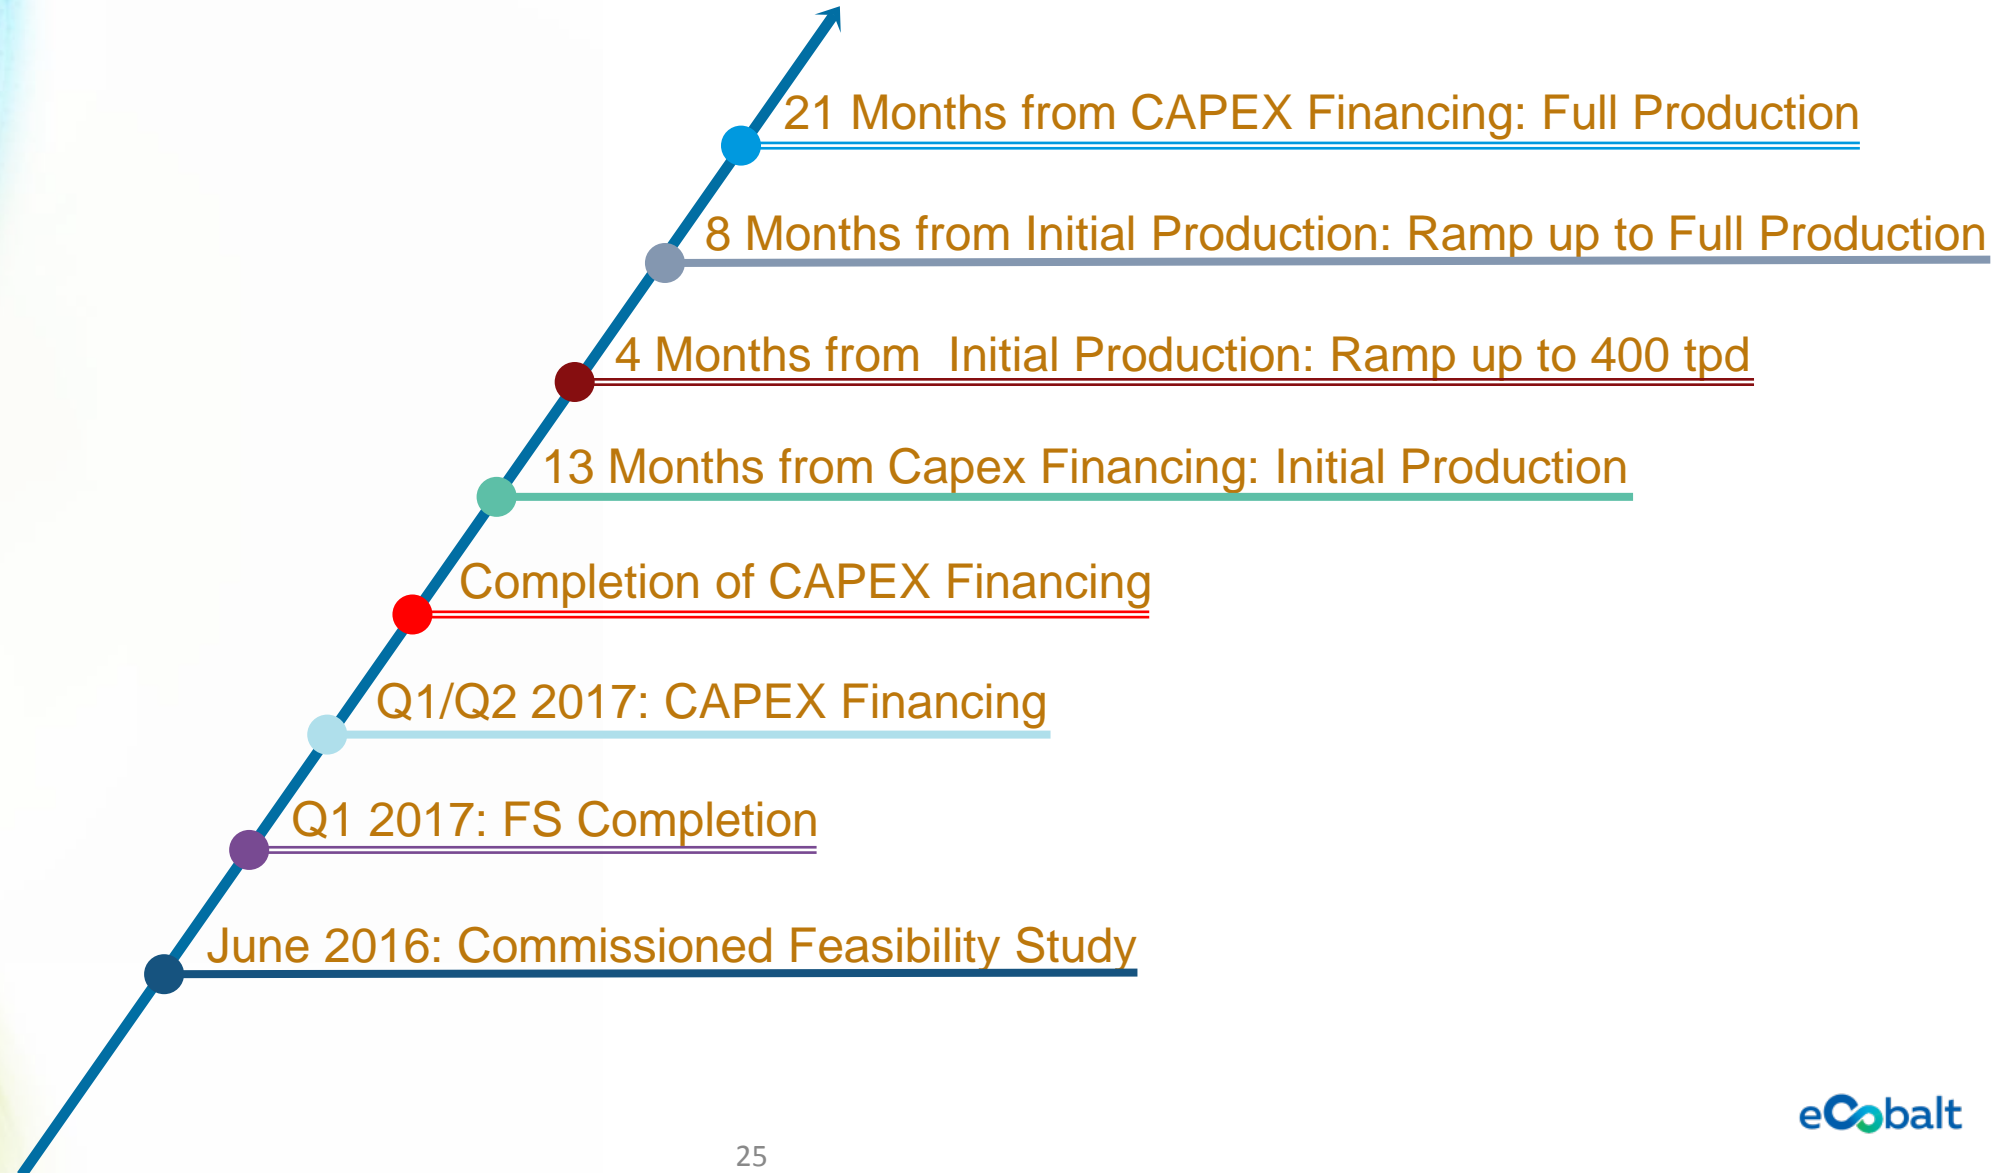 21 Months from CAPEX Financing: Full Production
8 Months from Initial Production: Ramp up to Full Production
4 Months from  Initial Production: Ramp up to 400 tpd
13 Months from Capex Financing: Initial Production
Completion of CAPEX Financing
Q1/Q2 2017: CAPEX Financing
Q1 2017: FS Completion
June 2016: Commissioned Feasibility Study
eCobalt
25